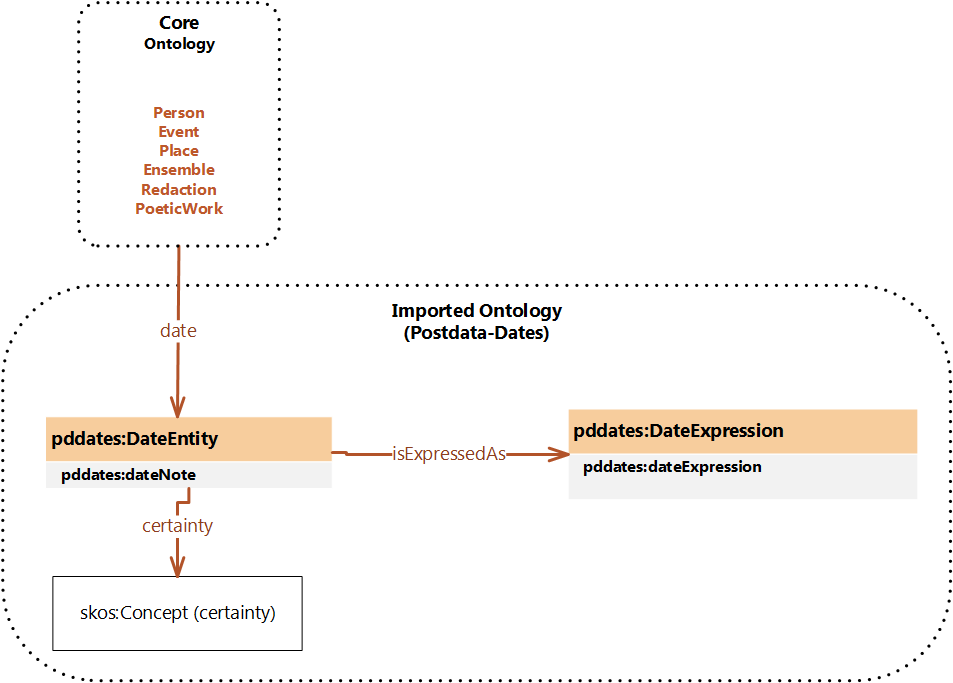 Core
Ontology
Person
Event
Place
Ensemble
Redaction
PoeticWork
date
Imported Ontology
(Postdata-Dates)
pddates:DateEntity
pddates:dateNote
isExpressedAs
pddates:DateExpression
pddates:dateExpression
certainty
skos:Concept (certainty)